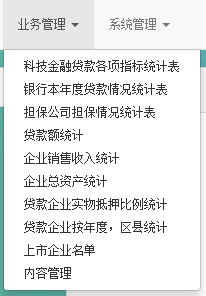 业务管理 系统管理
科技金融贷款各项指标统计表
银行本年度贷款情况统计表
担保公司担保情况统计表
贷款额统计
企业销售收入统计
企业总资产统计
贷款企业实物抵押比例统计
贷款企业按年度，区县统计
上市企业名单
内容管理